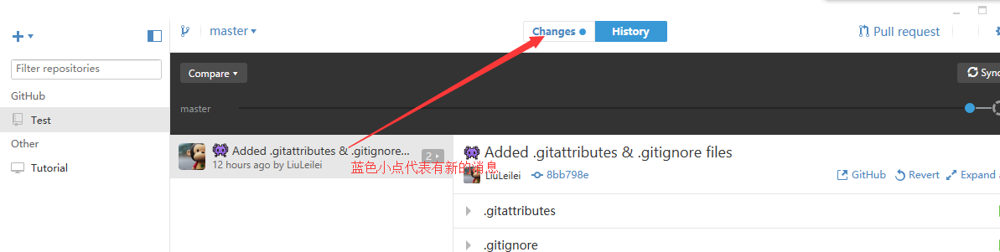 master
Changes
History
Pull request
Filter repositories
GitHub
Test
Other
Tutorial
Compare
Sync
master
Added .gitattributes & .gitignore...
12 hours ago by LiuLeilei
2
蓝色小点代表有新的消息
Added .gitattributes & .gitignore files
LiuLeilei
8bb798e
GitHub
Revert
Expand
.gitattributes
.gitignore